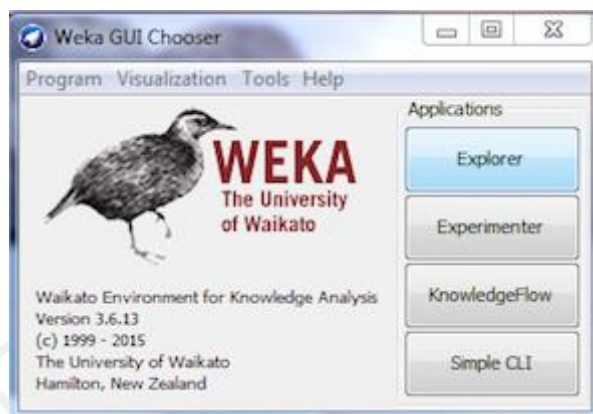 Weka GUI Chooser
Program Visualization Tools Help
WEKA
The University
of Waikato
Waikato Environment for Knowledge Analysis
Version 3.6.13
(c) 1999 - 2015
The University of Waikato
Hamilton, New Zealand
Applications
Explorer
Experimenter
KnowledgeFlow
Simple CLI